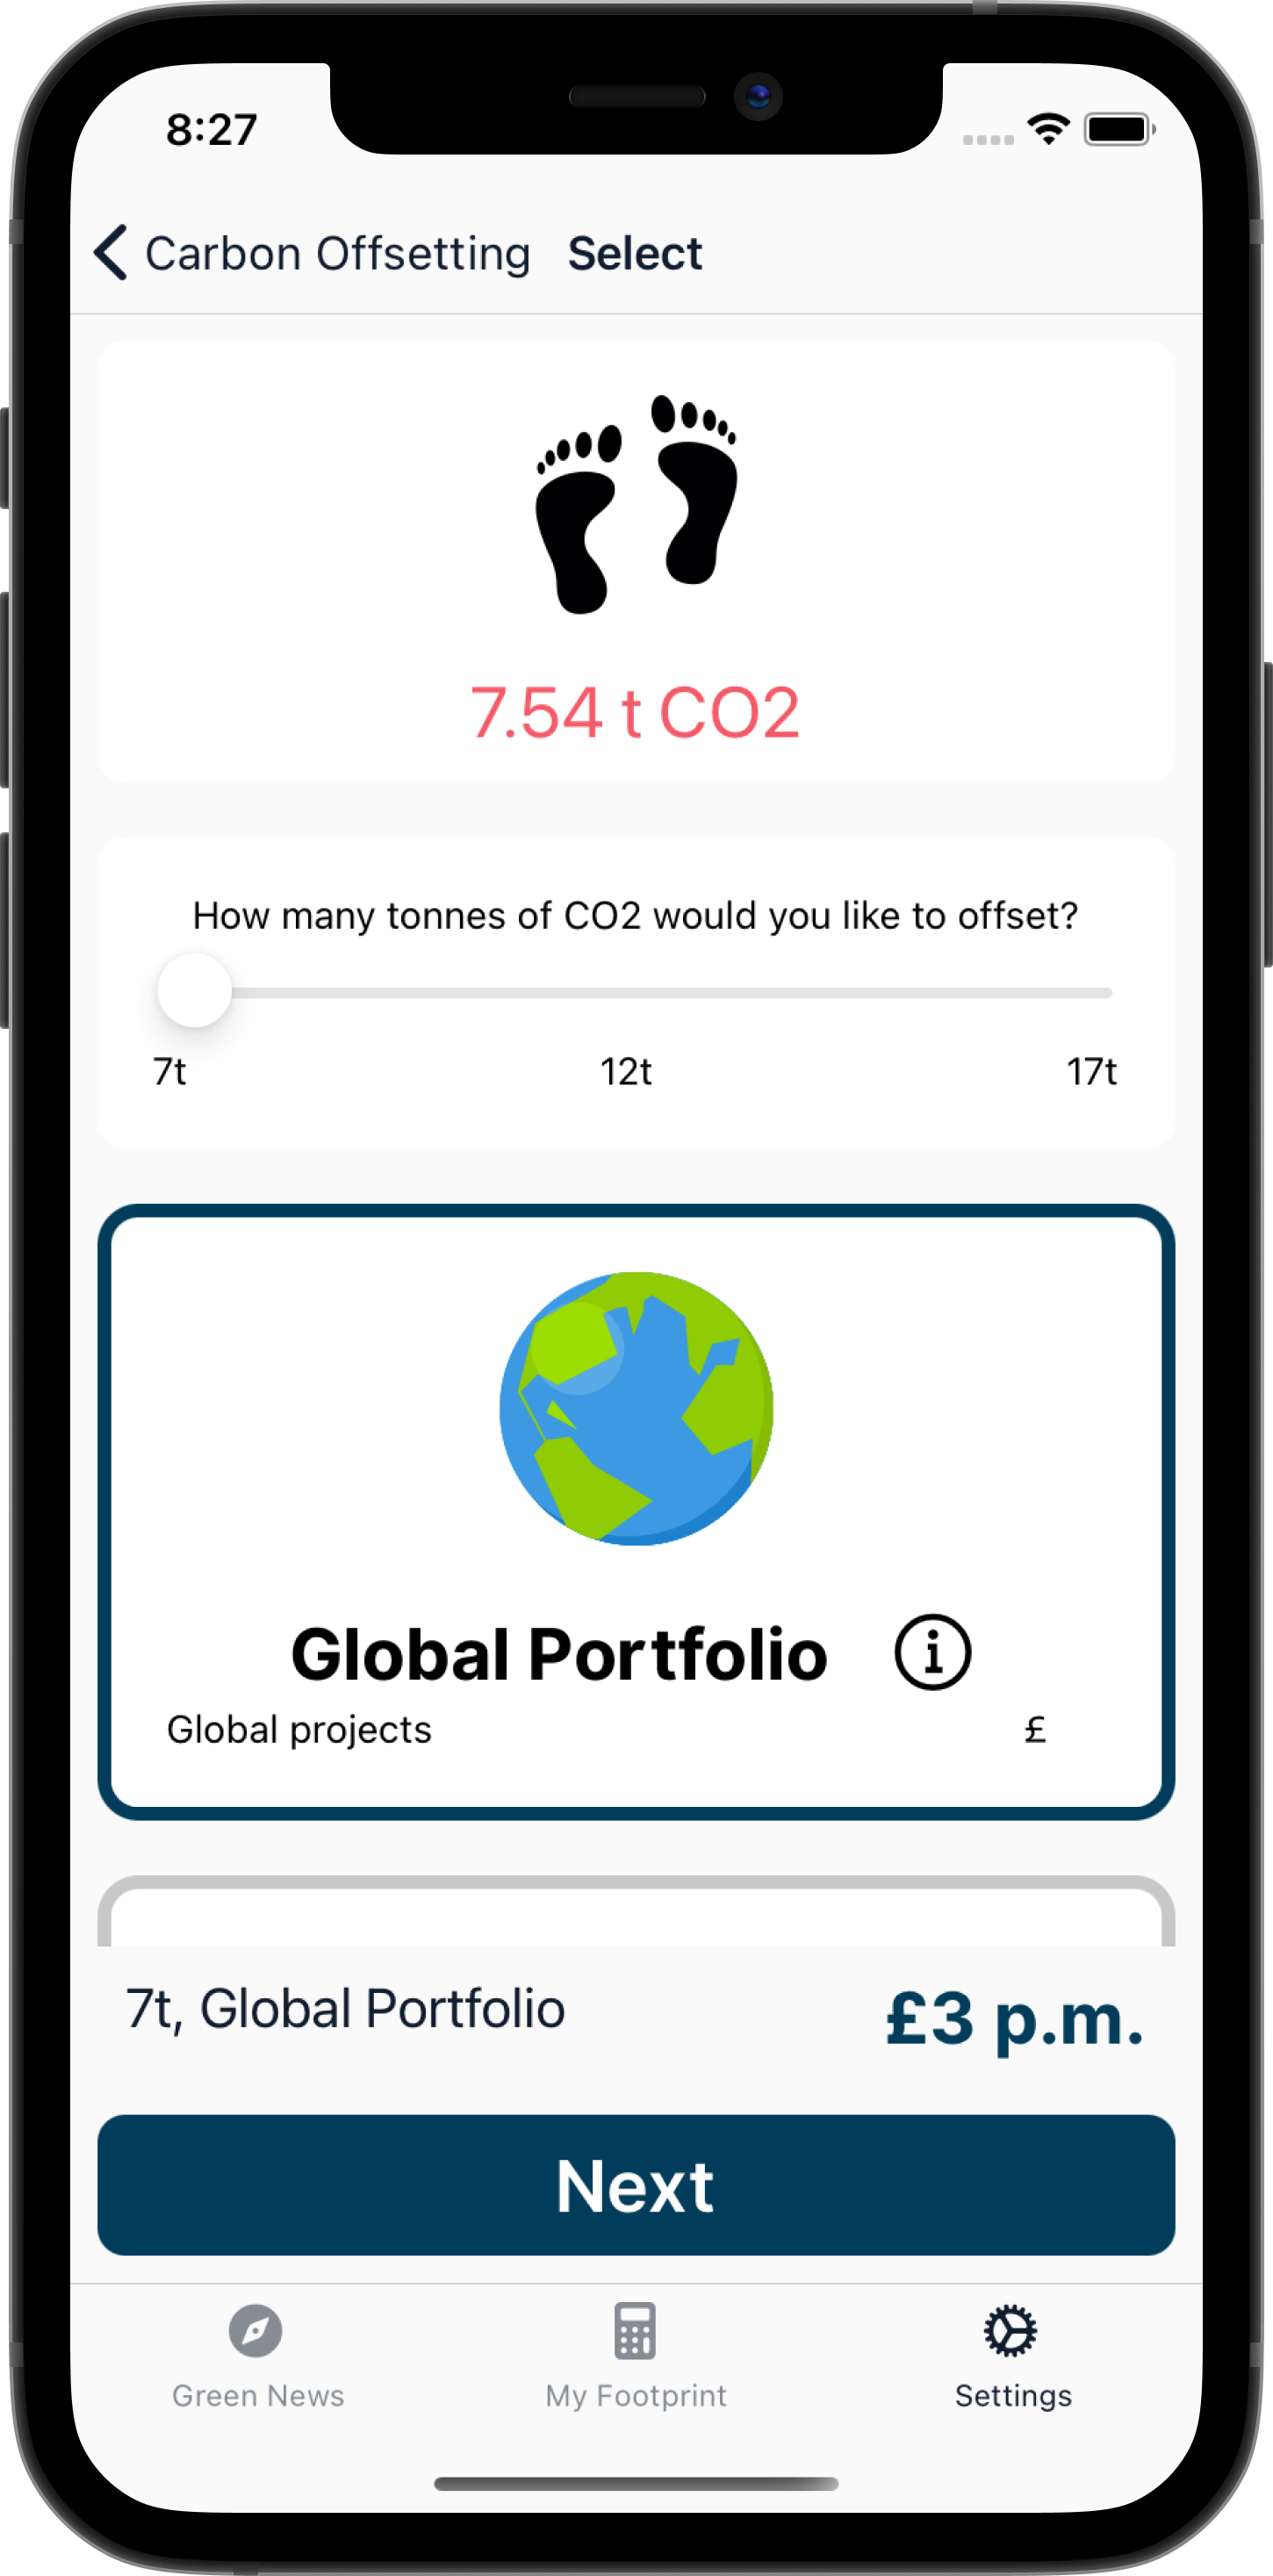 8:27
Carbon Offsetting Select
7.54 t CO2
How many tonnes of CO2 would you like to offset?
7t 12t 17t
Global Portfolio
Global projects £
7t, Global Portfolio £3 p.m.
Next
Green News My Footprint Settings